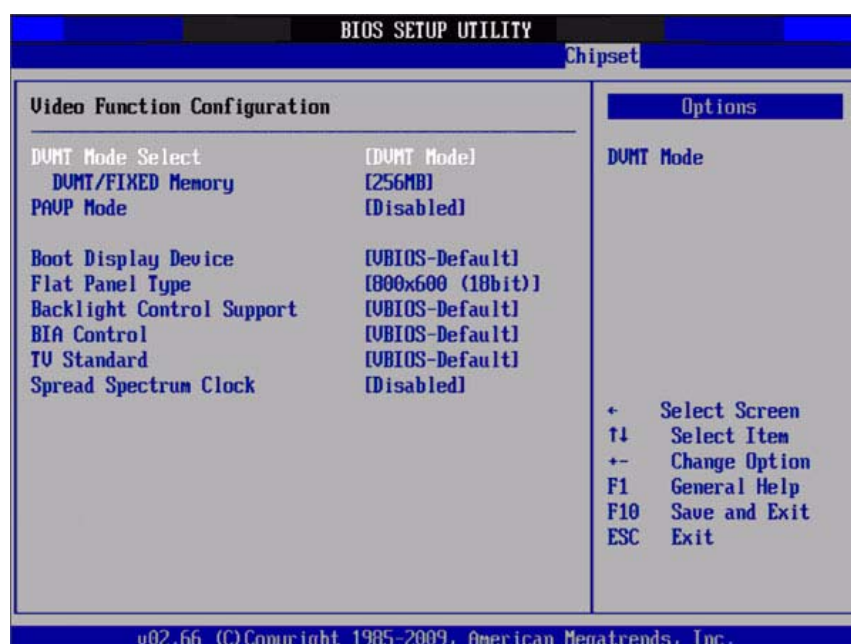 BIOS SETUP UTILITY
Chipset
Video Function Configuration
DVMT Mode Select [DVMT Mode]
DVMT/FIXED Memory [256MB]
PAVP Mode [Disabled]
Boot Display Device [VBIOS-Default]
Flat Panel Type [800x600 (18bit)]
Backlight Control Support [VBIOS-Default]
BIA Control [VBIOS-Default]
TV Standard [VBIOS-Default]
Spread Spectrum Clock [Disabled]
Options
DVMT Mode
← Select Screen
↑↓ Select Item
+- Change Option
F1 General Help
F10 Save and Exit
ESC Exit
v02.66 (C)Copyright 1985-2009, American Megatrends, Inc.